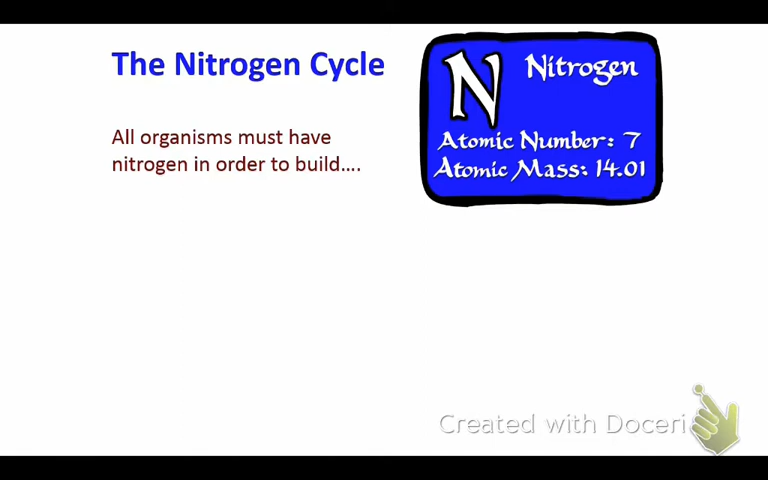 The Nitrogen Cycle
N Nitrogen
Atomic Number: 7
Atomic Mass: 14.01
All organisms must have
nitrogen in order to build....
Created with Doceri